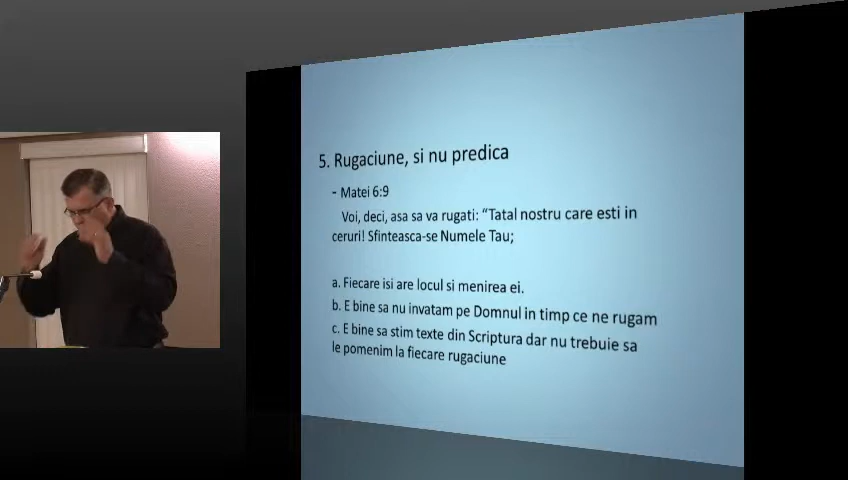 5. Rugaciune, si nu predica
- Matei 6:9
Voi, deci, asa sa va rugati: “Tatal nostru care esti in
ceruri! Sfinteasca-se Numele Tau;
a. Fiecare isi are locul si menirea ei.
b. E bine sa nu invatam pe Domnul in timp ce ne rugam
c. E bine sa stim texte din Scriptura dar nu trebuie sa
le pomenim la fiecare rugaciune